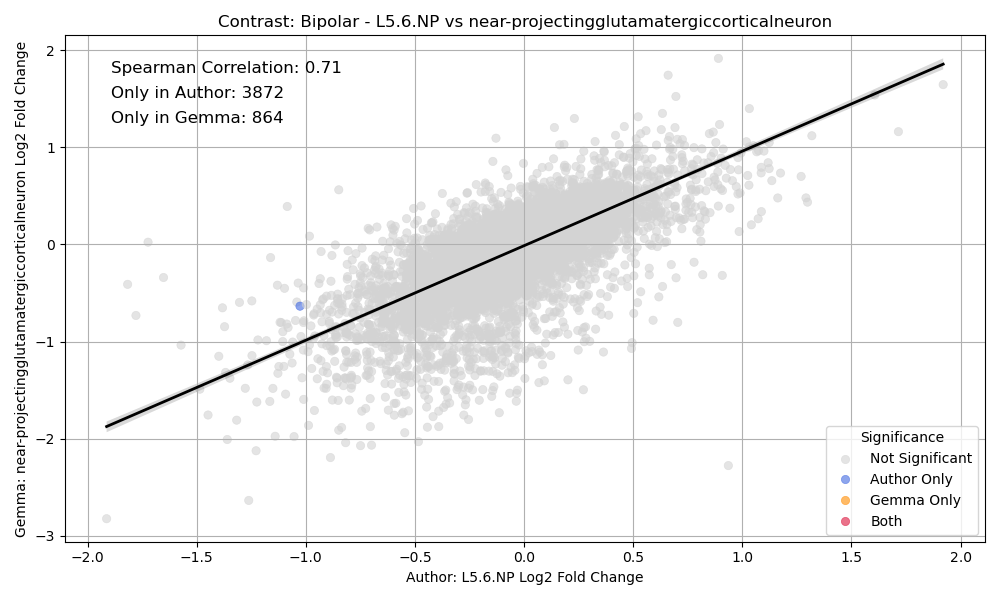 Contrast: Bipolar - L5.6.NP vs near-projectingglutamatergiccorticalneuron
Gemma: near-projectingglutamatergiccorticalneuron Log2 Fold Change
2
1
0
−1
−2
−3
Spearman Correlation: 0.71
Only in Author: 3872
Only in Gemma: 864
Significance
Not Significant
Author Only
Gemma Only
Both
−2.0 −1.5 −1.0 −0.5 0.0 0.5 1.0 1.5 2.0
Author: L5.6.NP Log2 Fold Change